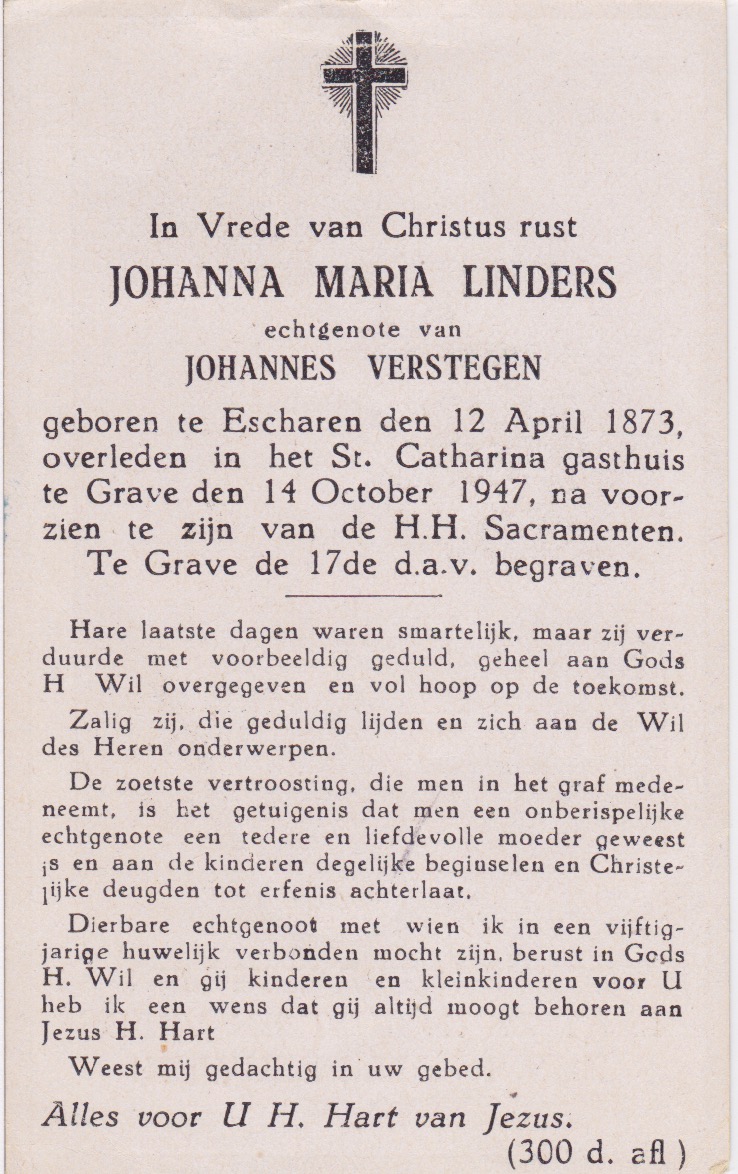 In Vrede van Christus rust
JOHANNA MARIA LINDERS
echtgenote van
JOHANNES VERSTEGEN
geboren te Escharen den 12 April 1873,
overleden in het St. Catharina gasthuis
te Grave den 14 October 1947, na voor-
zien te zijn van de H.H. Sacramenten.
Te Grave de 17de d.a.v. begraven.
Hare laatste dagen waren smartelijk, maar zij ver-
duurde met voorbeeldig geduld, geheel aan Gods
H Wil overgegeven en vol hoop op de toekomst.
Zalig zij, die geduldig lijden en zich aan de Wil
des Heren onderwerpen.
De zoetste vertroosting, die men in het graf mede-
neemt, is het getuigenis dat men een onberispelijke
echtgenote een tedere en liefdevolle moeder geweest
is en aan de kinderen degelijke begiuselen en Christe-
lijke deugden tot erfenis achterlaat.
Dierbare echtgenoot met wien ik in een vijftig-
jarige huwelijk verbonden mocht zijn, berust in Gods
H. Wil en gij kinderen en kleinkinderen voor U
heb ik een wens dat gij altijd moogt behoren aan
Jezus H. Hart
Weest mij gedachtig in uw gebed.
Alles voor U H. Hart van Jezus.
(300 d. afl)